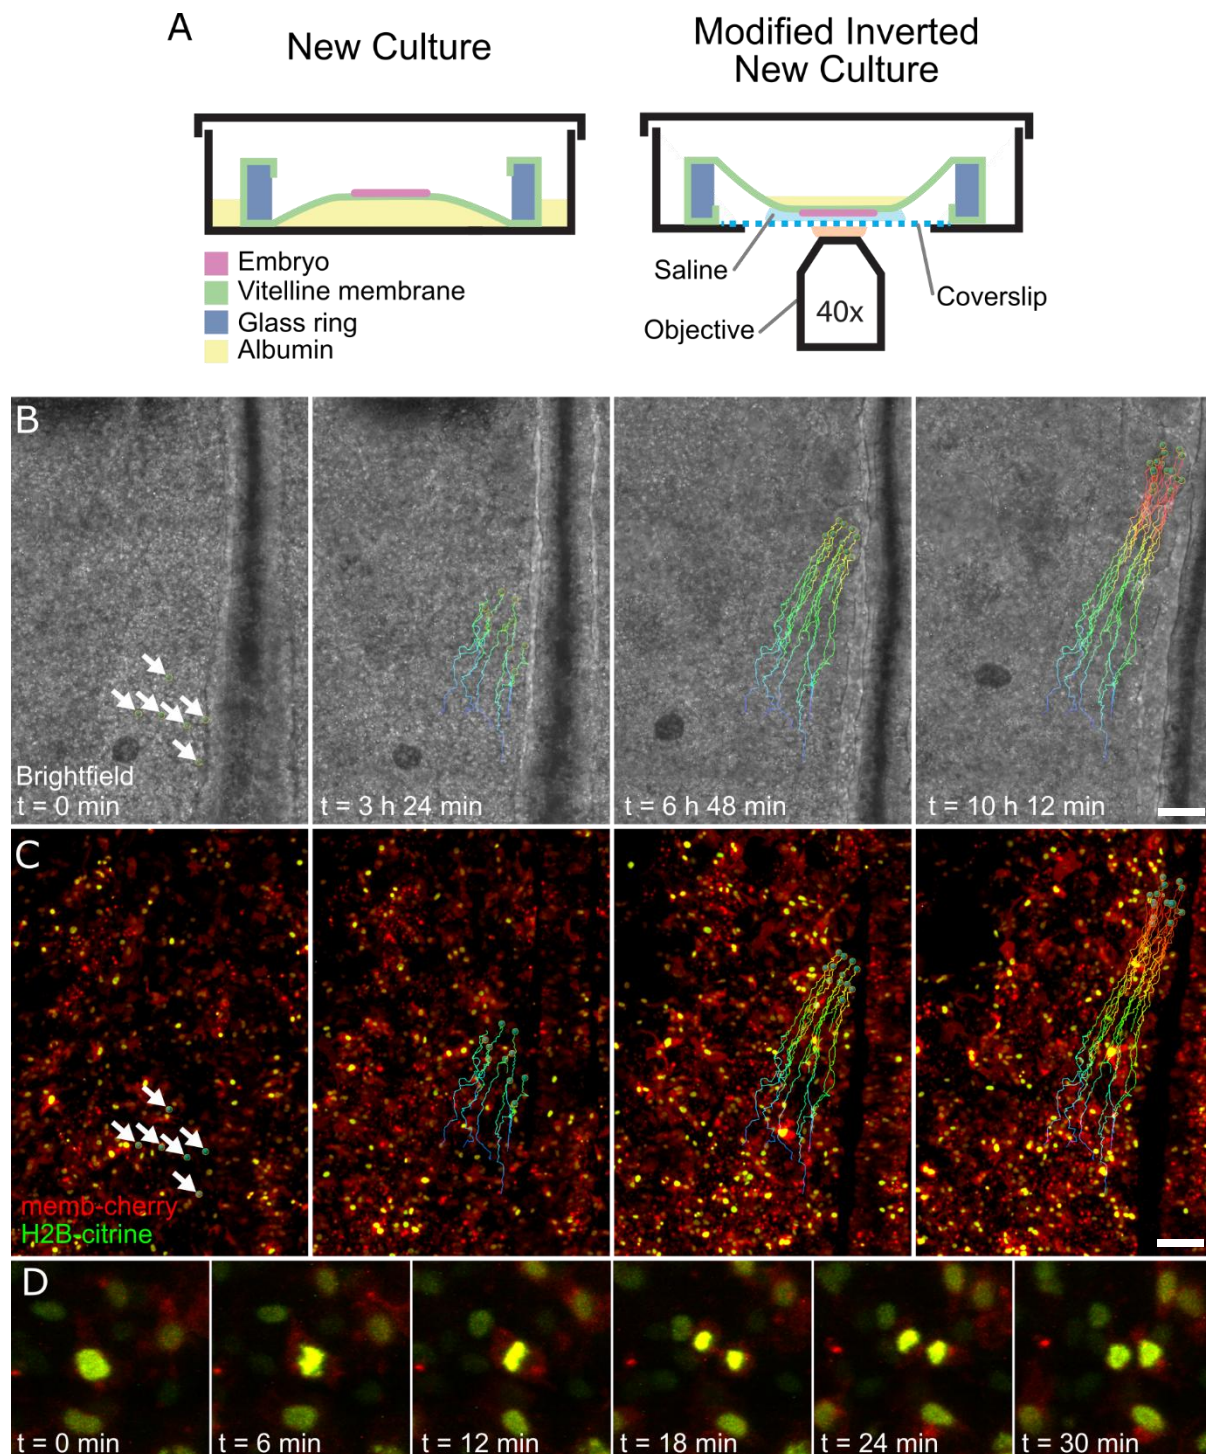 A
New Culture
Modified Inverted
New Culture
Embryo
Vitelline membrane
Glass ring
Albumin
Saline
Objective
40x
Coverslip
B
Brightfield
t = 0 min
t = 3 h 24 min
t = 6 h 48 min
t = 10 h 12 min
C
memb-cherry
H2B-citrine
D
t = 0 min
t = 6 min
t = 12 min
t = 18 min
t = 24 min
t = 30 min